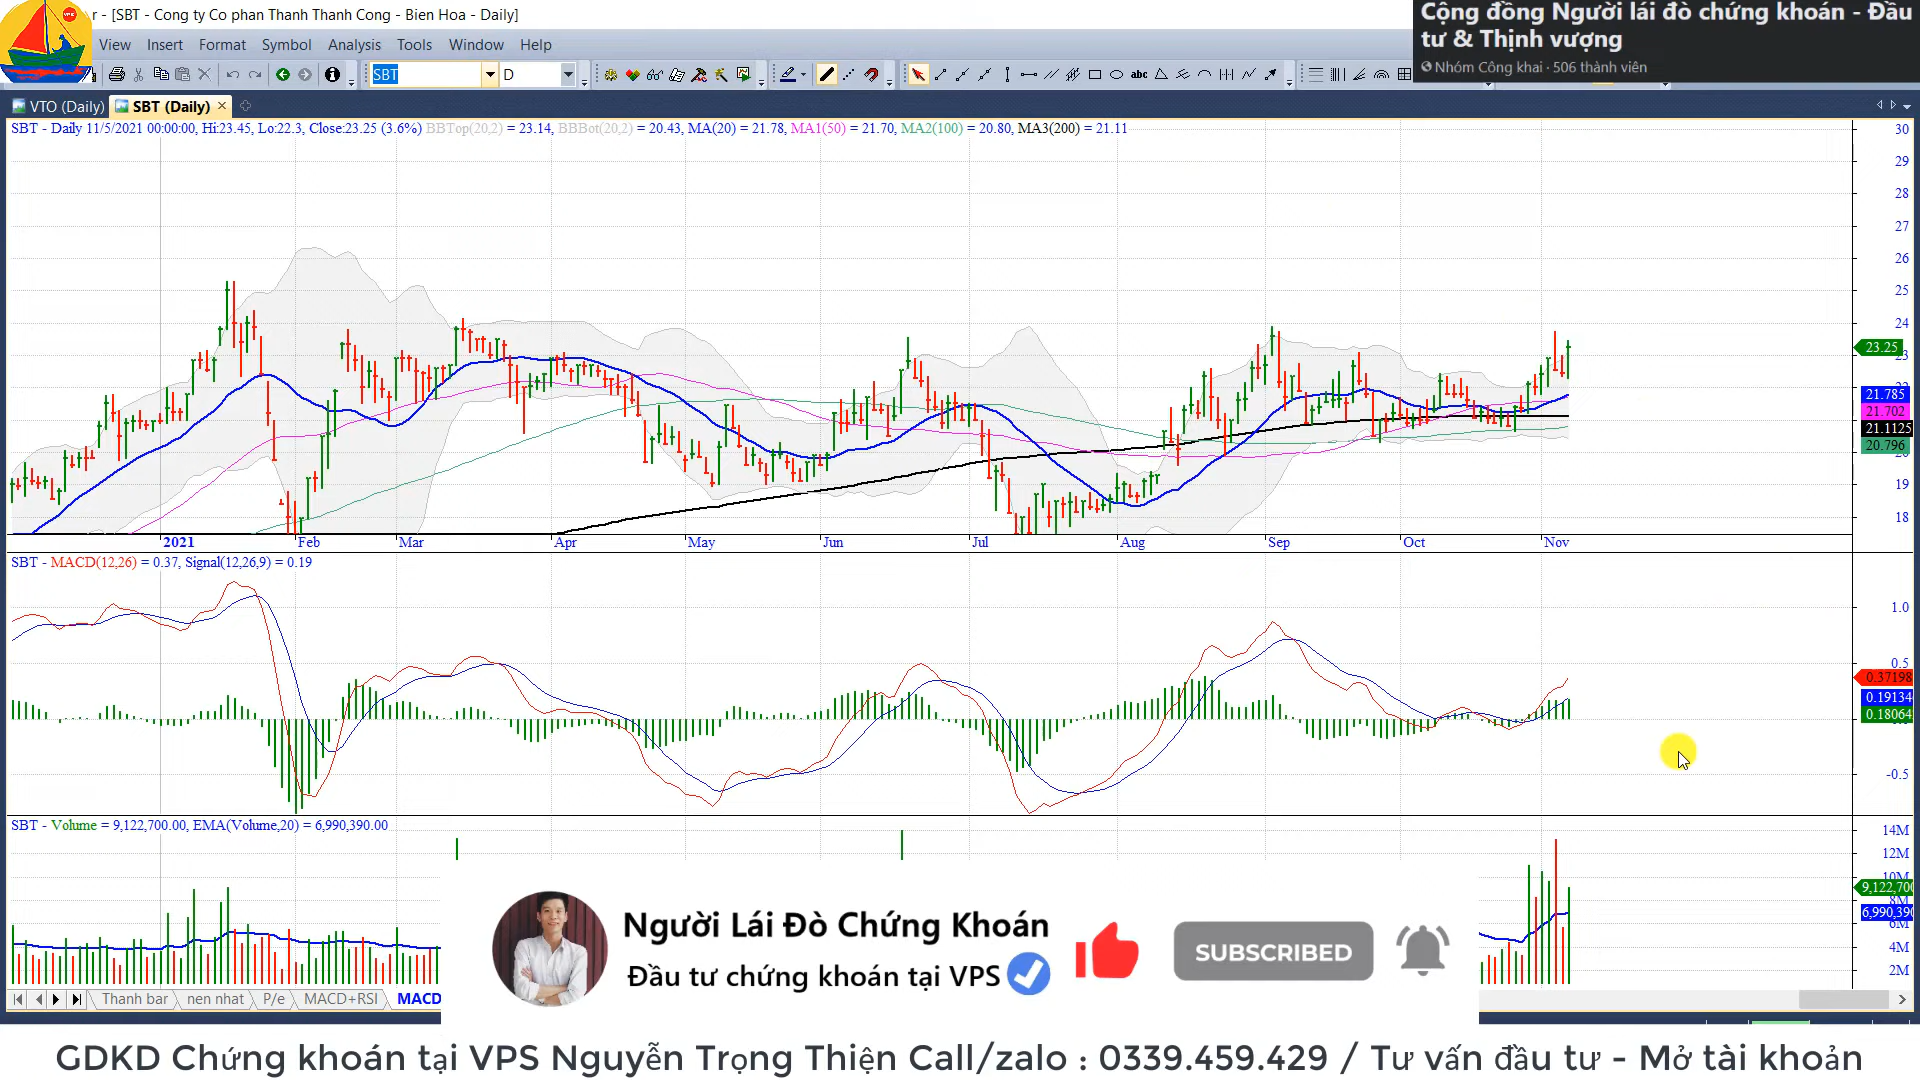 r - [SBT - Cong ty Co phan Thanh Thanh Cong - Bien Hoa - Daily]
Cộng đồng Người lái đò chứng khoán - Đầu
tư & Thịnh vượng
Nhóm Công khai · 506 thành viên
View Insert Format Symbol Analysis Tools Window Help
SBT D abc
VTO (Daily) SBT (Daily)
SBT - Daily 11/5/2021 00:00:00, Hi:23.45, Lo:22.3, Close:23.25 (3.6%) BBTop(20,2) = 23.14, BBBot(20,2) = 20.43, MA(20) = 21.78, MA1(50) = 21.70, MA2(100) = 20.80, MA3(200) = 21.11
30
29
28
27
26
25
24
23.25
23
21.785
21.702
21.1125
20.796
19
18
2021 Feb Mar Apr May Jun Jul Aug Sep Oct Nov
SBT - MACD(12,26) = 0.37, Signal(12,26,9) = 0.19
1.0
0.5
0.37198
0.19134
0.18064
-0.5
SBT - Volume = 9,122,700.00, EMA(Volume,20) = 6,990,390.00
14M
12M
10M
9,122,700
8M
6,990,390
6M
4M
2M
Người Lái Đò Chứng Khoán
Đầu tư chứng khoán tại VPS
SUBSCRIBED
Thanh bar nen nhat P/e MACD+RSI MACD
GDKD Chứng khoán tại VPS Nguyễn Trọng Thiện Call/zalo : 0339.459.429 / Tư vấn đầu tư - Mở tài khoản